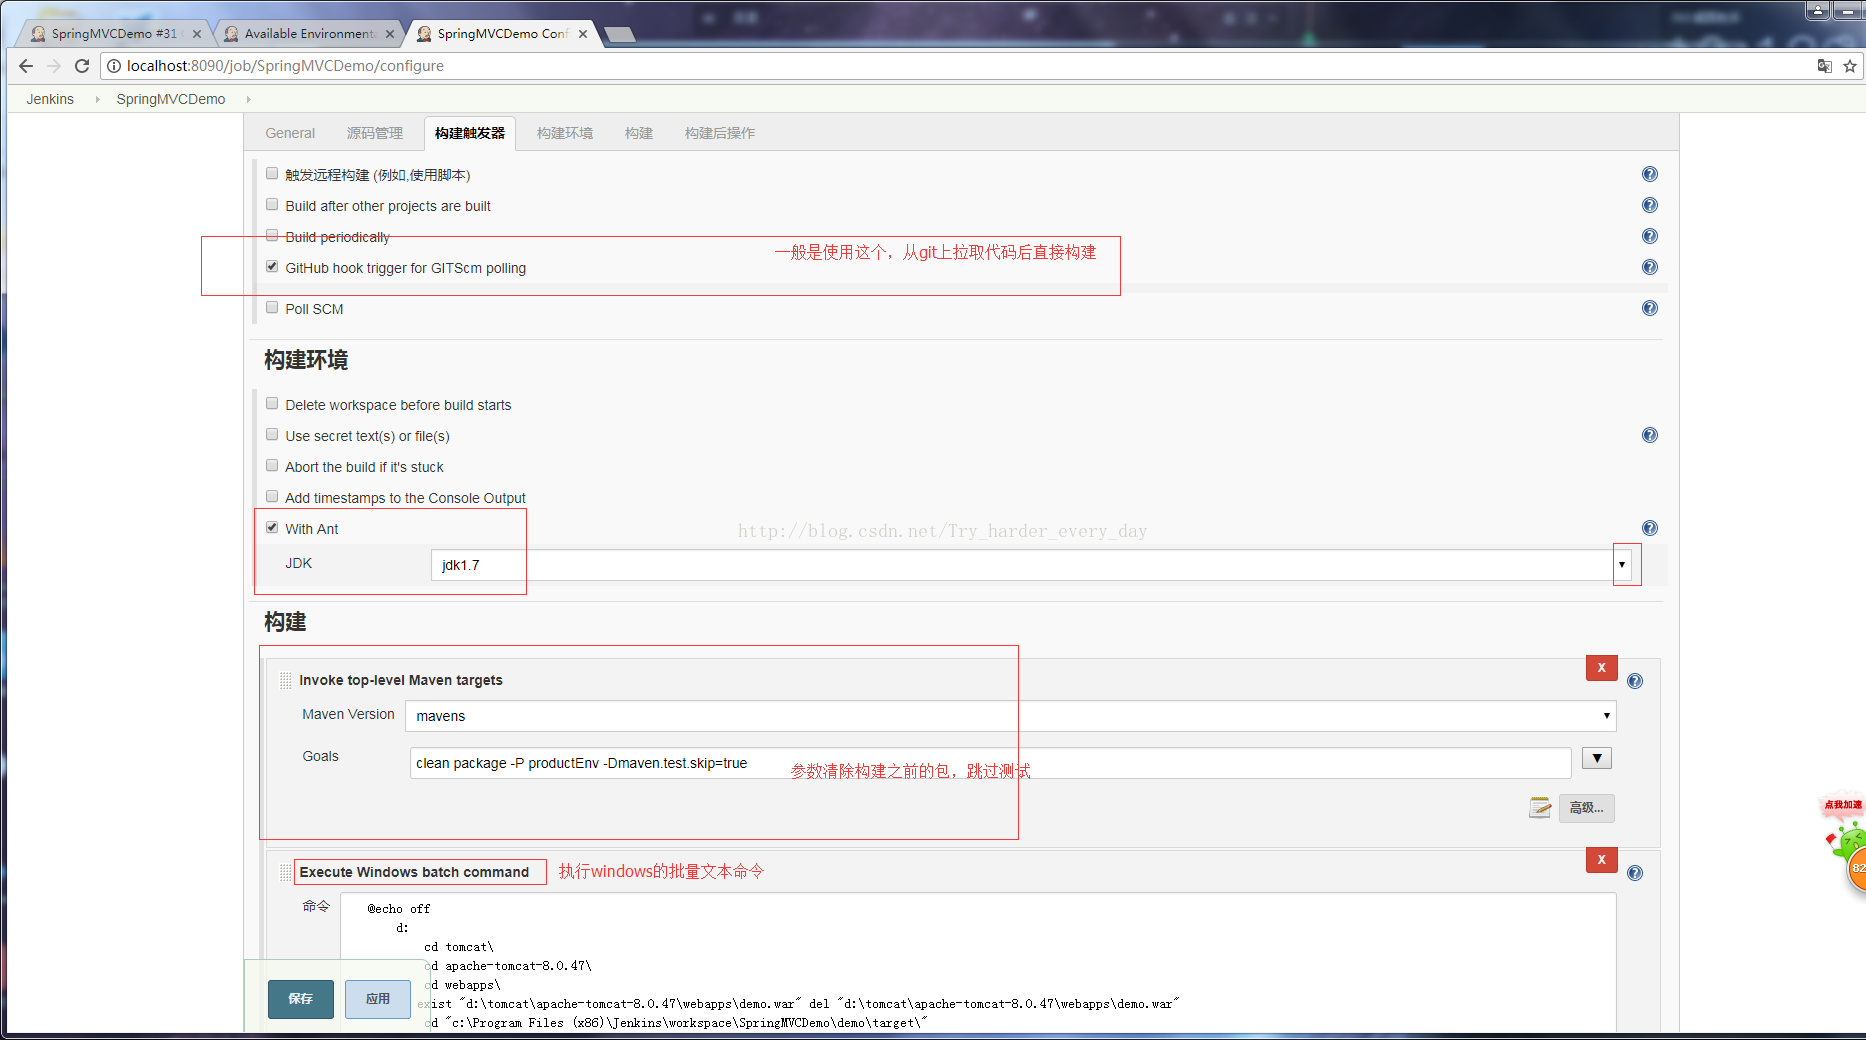 SpringMVCDemo #31
Available Environment
SpringMVCDemo Conf
localhost:8090/job/SpringMVCDemo/configure
Jenkins
SpringMVCDemo
General
源码管理
构建触发器
构建环境
构建
构建后操作
触发远程构建 (例如,使用脚本)
Build after other projects are built
Build periodically
一般是使用这个，从git上拉取代码后直接构建
GitHub hook trigger for GITScm polling
Poll SCM
构建环境
Delete workspace before build starts
Use secret text(s) or file(s)
Abort the build if it's stuck
Add timestamps to the Console Output
With Ant
http://blog.csdn.net/Try_harder_every_day
JDK
jdk1.7
构建
X
Invoke top-level Maven targets
Maven Version
mavens
Goals
clean package -P productEnv -Dmaven.test.skip=true
参数清除构建之前的包，跳过测试
高级...
点我加速
X
Execute Windows batch command
执行windows的批量文本命令
82
命令
@echo off
d:
cd tomcat\
cd apache-tomcat-8.0.47\
cd webapps\
exist "d:\tomcat\apache-tomcat-8.0.47\webapps\demo.war" del "d:\tomcat\apache-tomcat-8.0.47\webapps\demo.war"
cd "c:\Program Files (x86)\Jenkins\workspace\SpringMVCDemo\demo\target\"
保存
应用